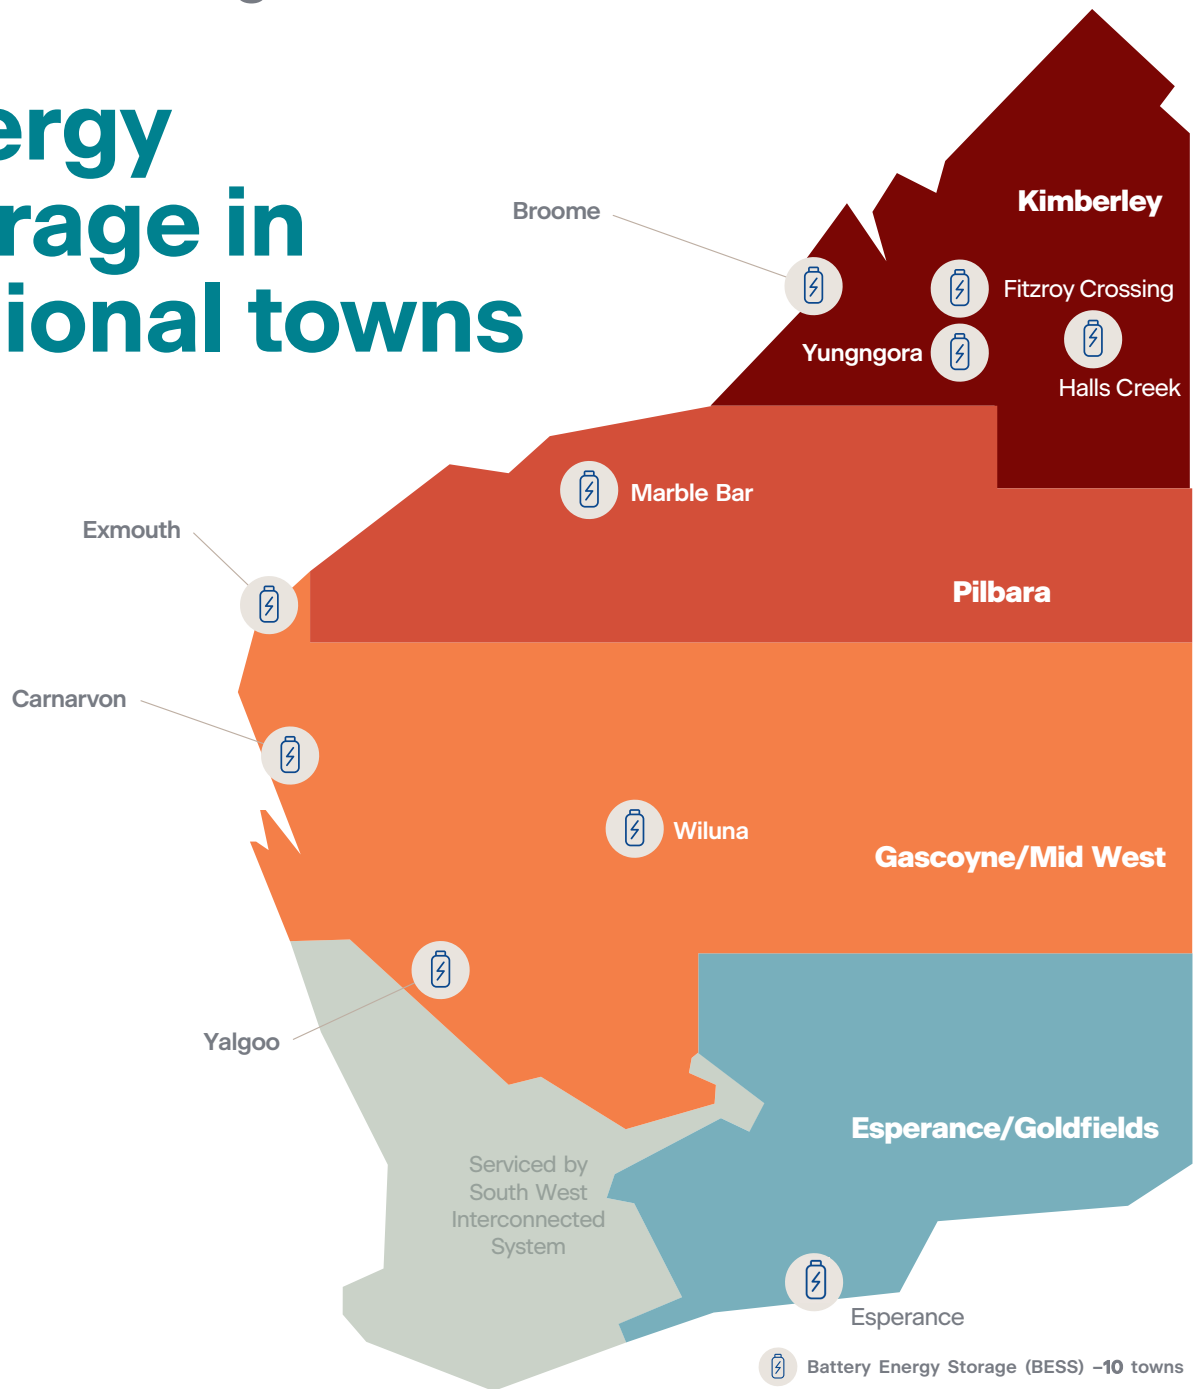 ergy
rage in
ional towns
Broome
Kimberley
Fitzroy Crossing
Yungngora
Halls Creek
Marble Bar
Exmouth
Pilbara
Carnarvon
Wiluna
Gascoyne/Mid West
Yalgoo
Esperance/Goldfields
Serviced by
South West
Interconnected
System
Esperance
Battery Energy Storage (BESS) –10 towns